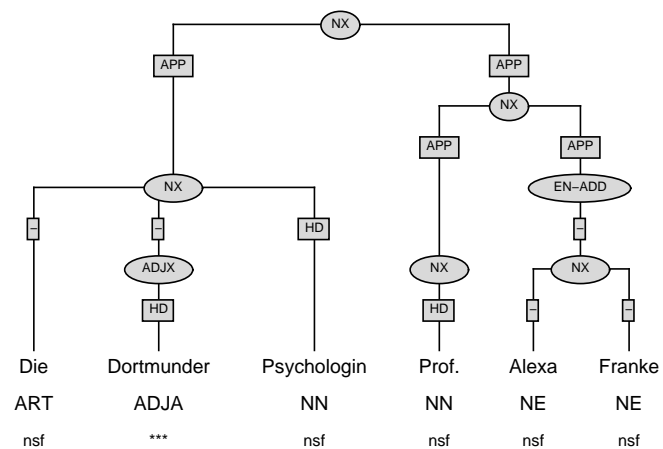 NX
APP APP
NX
APP APP
NX EN–ADD
– – HD –
ADJX NX NX
HD HD – –
Die Dortmunder Psychologin Prof. Alexa Franke
ART ADJA NN NN NE NE
nsf *** nsf nsf nsf nsf